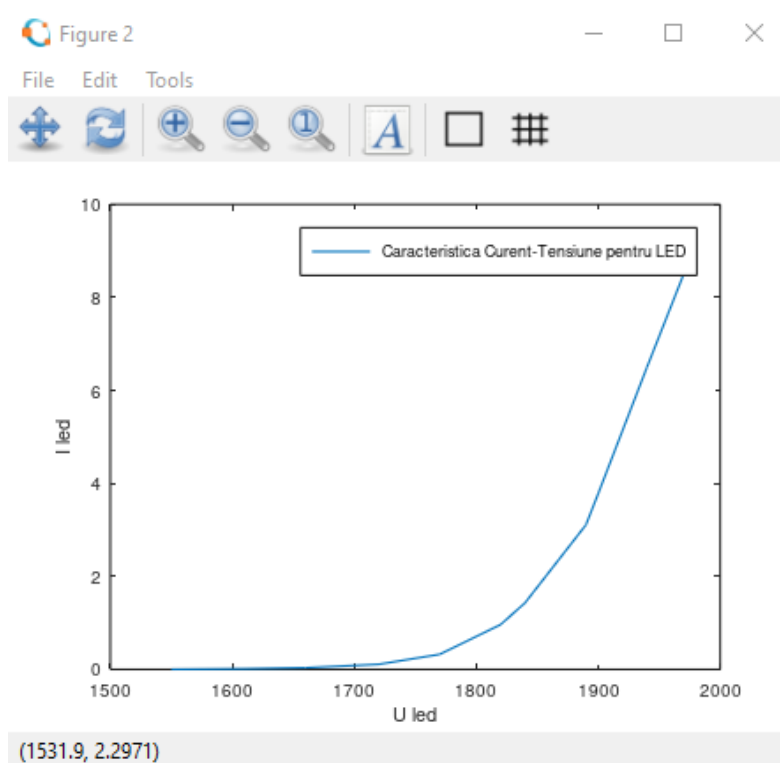 Figure 2
File Edit Tools
A
10
Caracteristica Curent-Tensiune pentru LED
8
6
I led
4
2
0
1500 1600 1700 1800 1900 2000
U led
(1531.9, 2.2971)